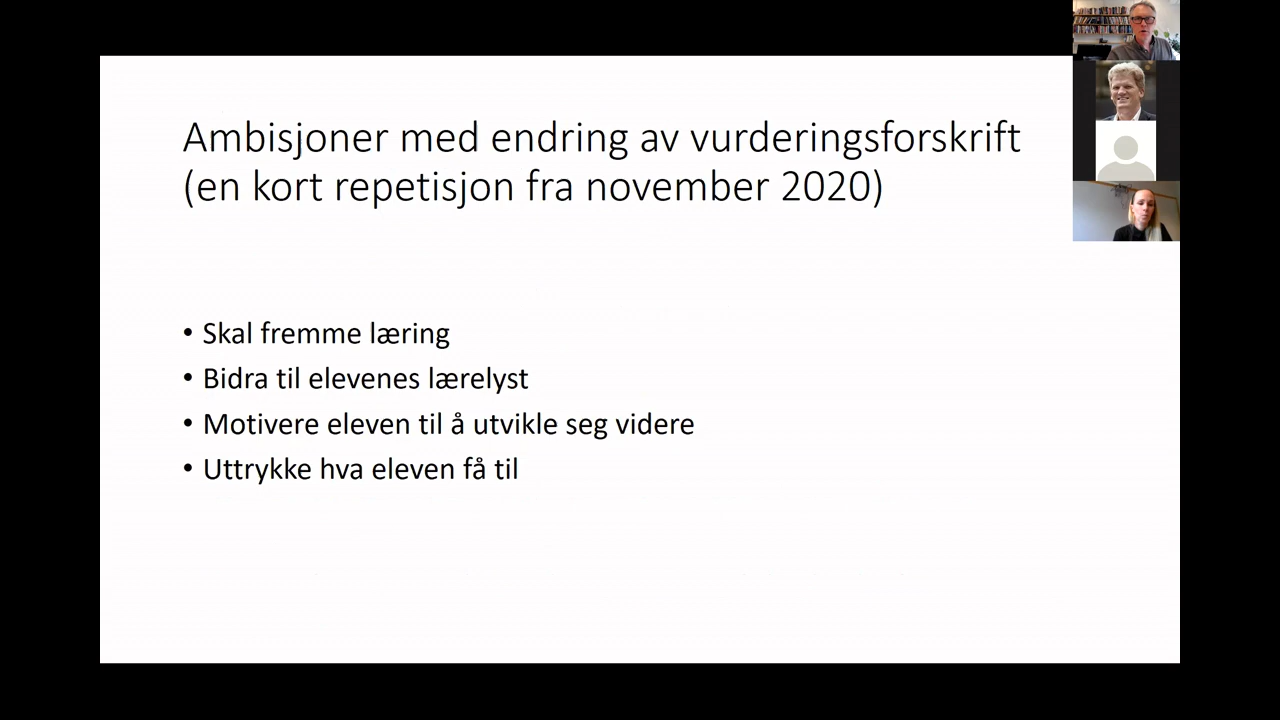 Ambisjoner med endring av vurderingsforskrift
(en kort repetisjon fra november 2020)
• Skal fremme læring
• Bidra til elevenes lærelyst
• Motivere eleven til å utvikle seg videre
• Uttrykke hva eleven få til